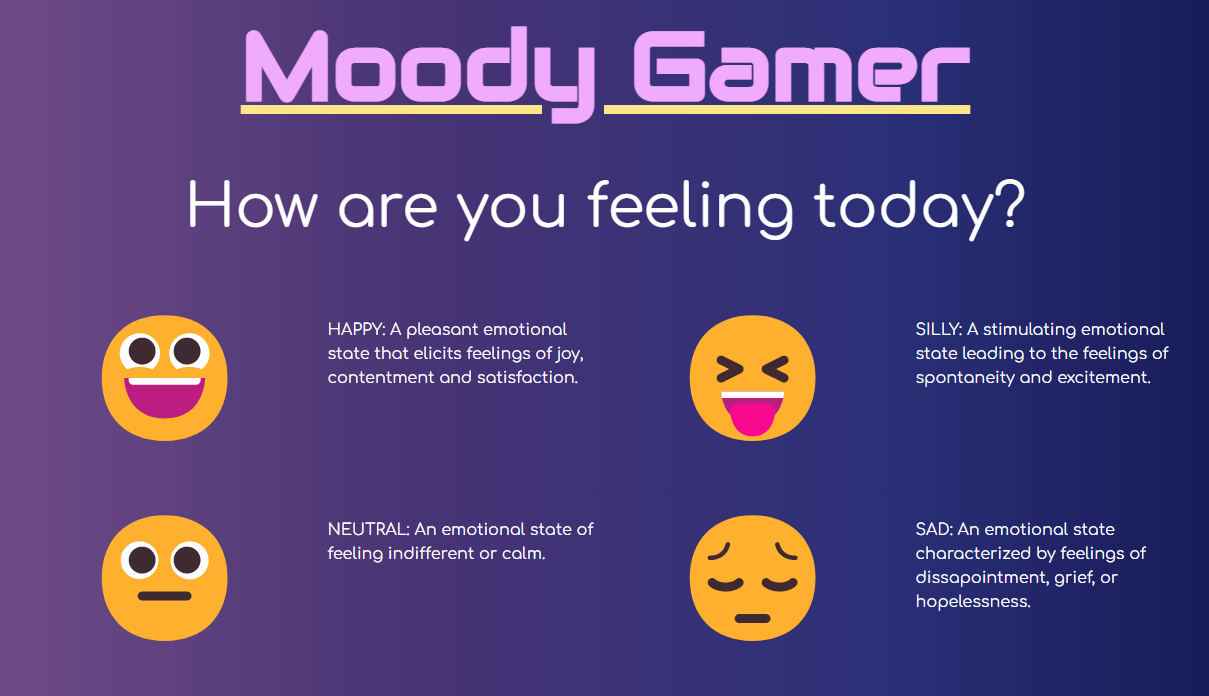 Moody Gamer
How are you feeling today?
HAPPY: A pleasant emotional
state that elicits feelings of joy,
contentment and satisfaction.
SILLY: A stimulating emotional
state leading to the feelings of
spontaneity and excitement.
NEUTRAL: An emotional state of
feeling indifferent or calm.
SAD: An emotional state
characterized by feelings of
dissapointment, grief, or
hopelessness.